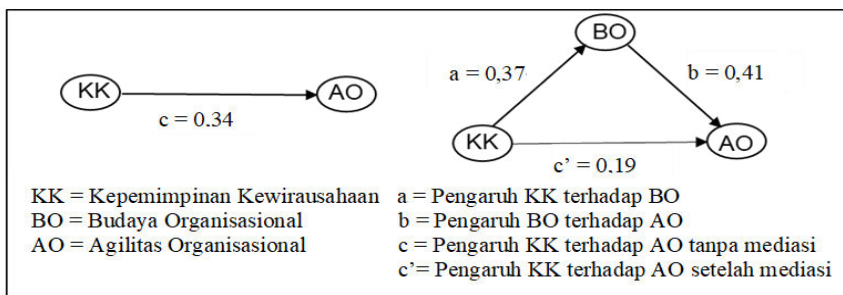 BO
a = 0,37
b = 0,41
KK
AO
c = 0.34
KK
AO
c' = 0.19
KK = Kepemimpinan Kewirausahaan
BO = Budaya Organisasional
AO = Agilitas Organisasional
a = Pengaruh KK terhadap BO
b = Pengaruh BO terhadap AO
c = Pengaruh KK terhadap AO tanpa mediasi
c'= Pengaruh KK terhadap AO setelah mediasi